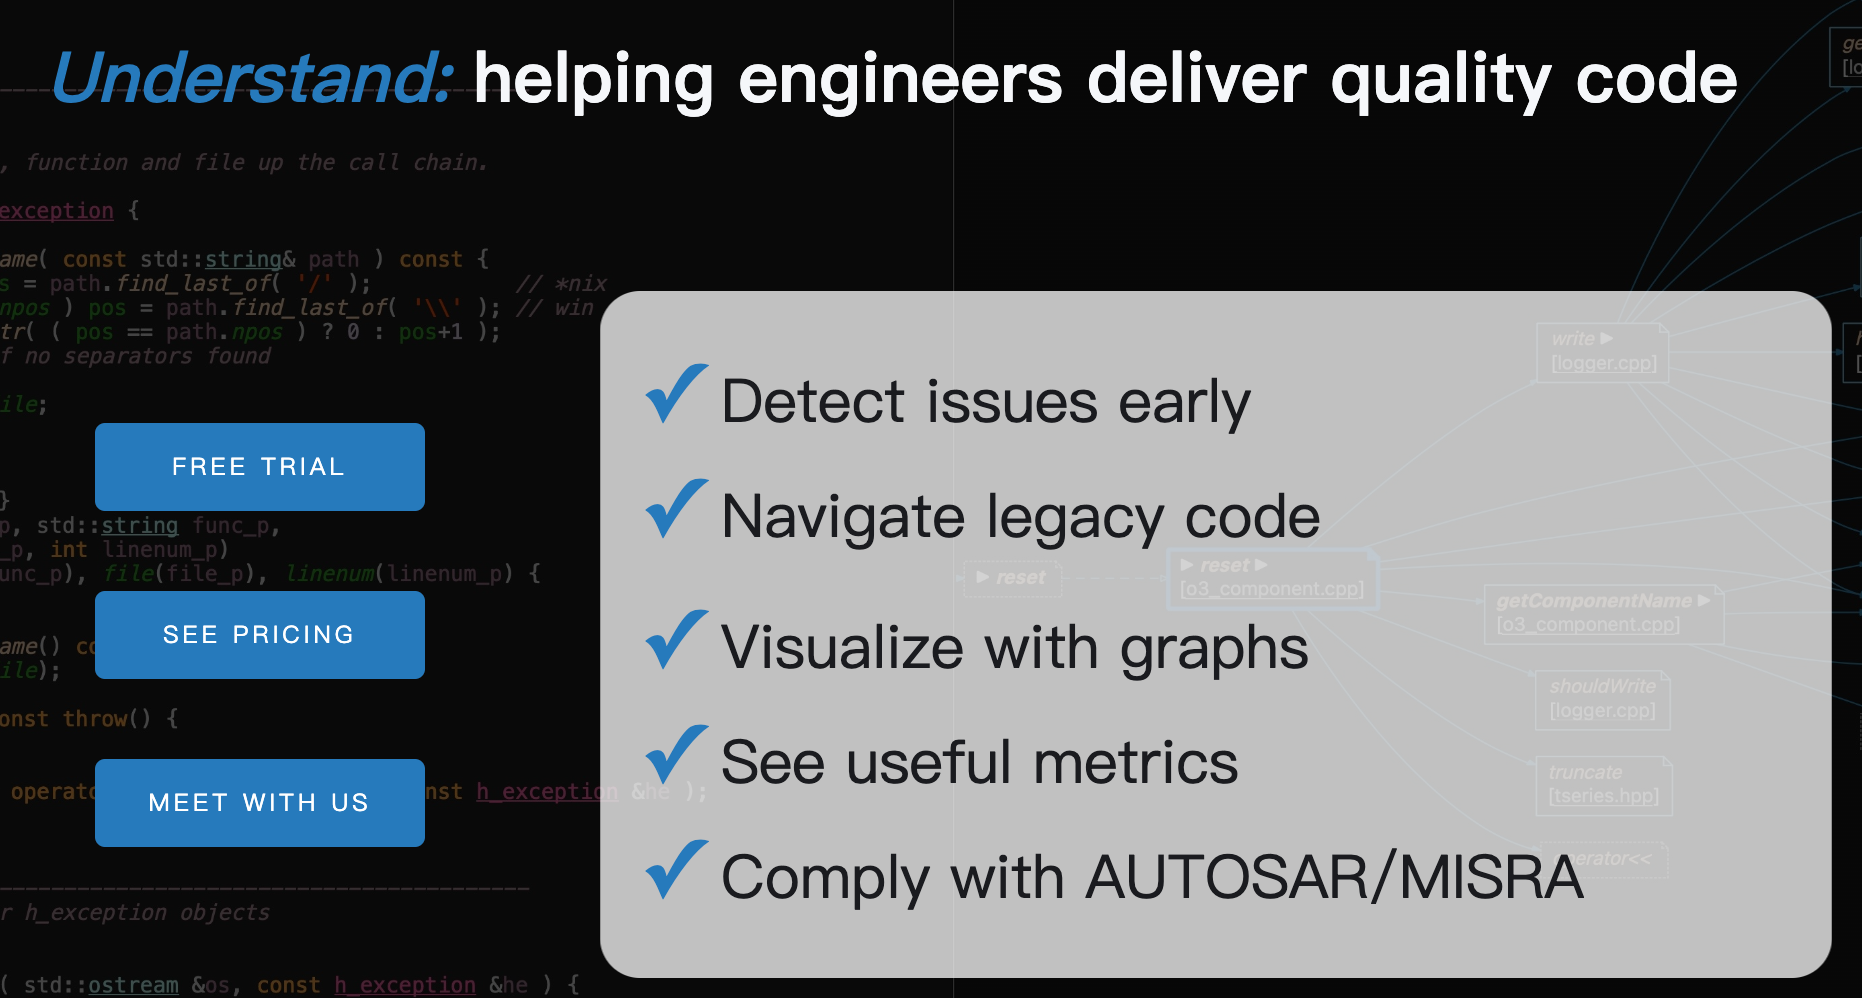 Understand: helping engineers deliver quality code
, function and file up the call chain.
exception {
ame( const std::string& path ) const {
s = path.find_last_of( '/' ); // *nix
npos ) pos = path.find_last_of( '\\' ); // win
tr( ( pos == path.npos ) ? 0 : pos+1 );
f no separators found
ile;
FREE TRIAL
}
p, std::string func_p,
_p, int linenum_p)
unc_p), file(file_p), linenum(linenum_p) {
SEE PRICING
ame() co
ile);
onst throw() {
MEET WITH US
operato
nst h_exception &he );
r h_exception objects
( std::ostream &os, const h_exception &he ) {
Detect issues early
Navigate legacy code
Visualize with graphs
See useful metrics
Comply with AUTOSAR/MISRA
write
[logger.cpp]
reset
reset
[o3_component.cpp]
getComponentName
[o3_component.cpp]
shouldWrite
[logger.cpp]
truncate
[tseries.hpp]
erator<<
ge
[lo